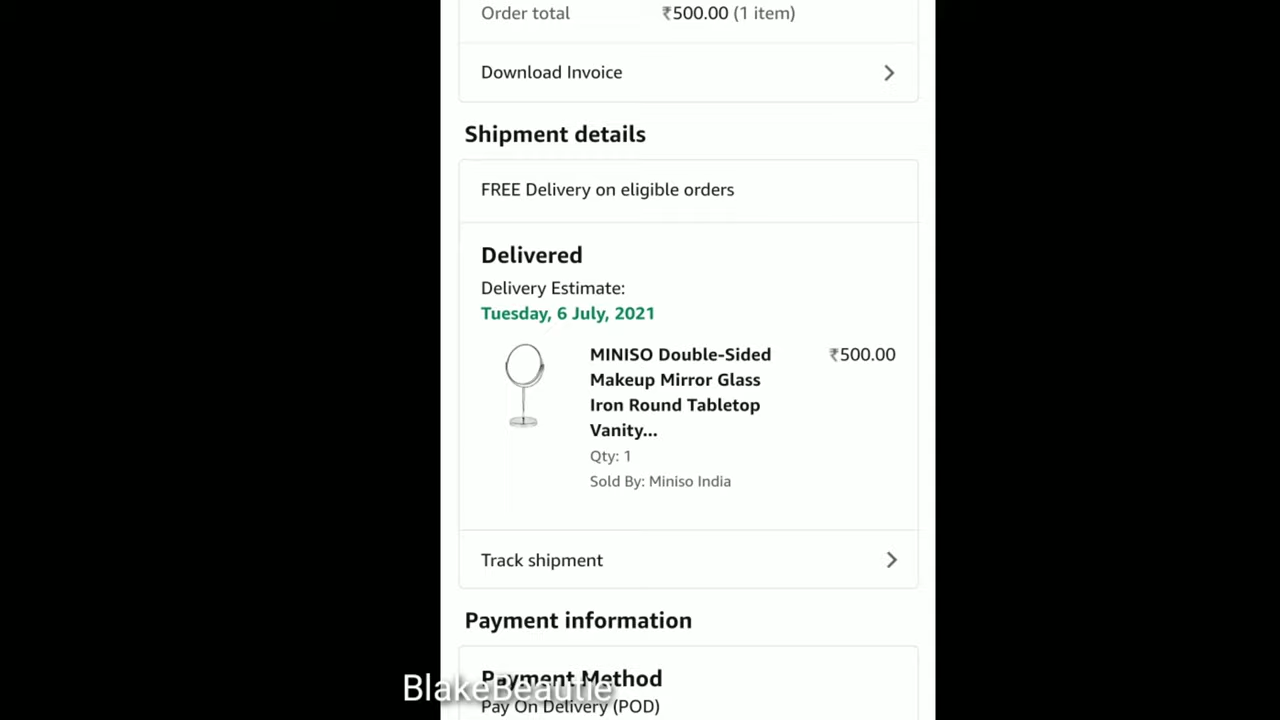 Order total ₹500.00 (1 item)
Download Invoice
Shipment details
FREE Delivery on eligible orders
Delivered
Delivery Estimate:
Tuesday, 6 July, 2021
MINISO Double-Sided ₹500.00
Makeup Mirror Glass
Iron Round Tabletop
Vanity...
Qty: 1
Sold By: Miniso India
Track shipment
Payment information
Payment Method
BlakeBeautie
Pay On Delivery (POD)